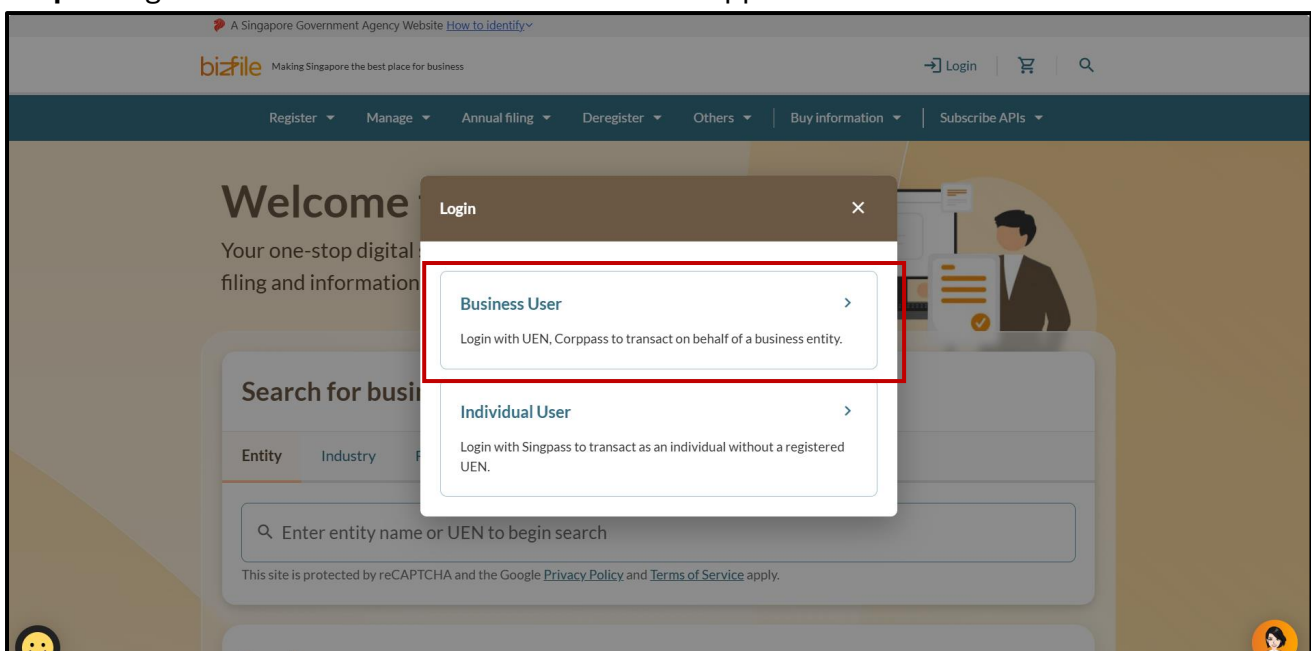 A Singapore Government Agency Website How to identify
bizfile Making Singapore the best place for business
Login
Register Manage Annual filing Deregister Others Buy information Subscribe APIs
Welcome
Your one-stop digital
filing and information
Login
Business User
Login with UEN, Corppass to transact on behalf of a business entity.
Individual User
Login with Singpass to transact as an individual without a registered
UEN.
Search for busi
Entity Industry
Enter entity name or UEN to begin search
This site is protected by reCAPTCHA and the Google Privacy Policy and Terms of Service apply.